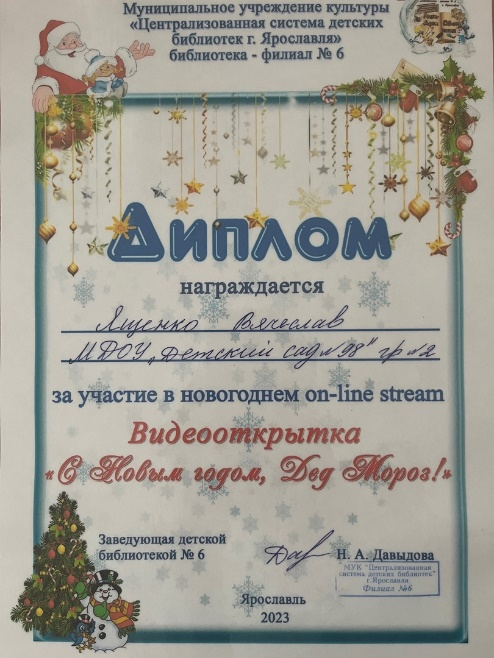 Муниципальное учреждение культуры
«Централизованная система детских
библиотек г. Ярославля»
библиотека - филиал № 6
Диплом
награждается
Ященко Вячеслав
МДОУ „Детский сад №98" гр №2
за участие в новогоднем on-line stream
Видеооткрытка
«С Новым годом, Дед Мороз!»
Заведующая детской
библиотекой № 6
Н. А. Давыдова
МУК "Централизованная
система детских библиотек"
г.Ярославля
Филиал №6
Ярославль
2023